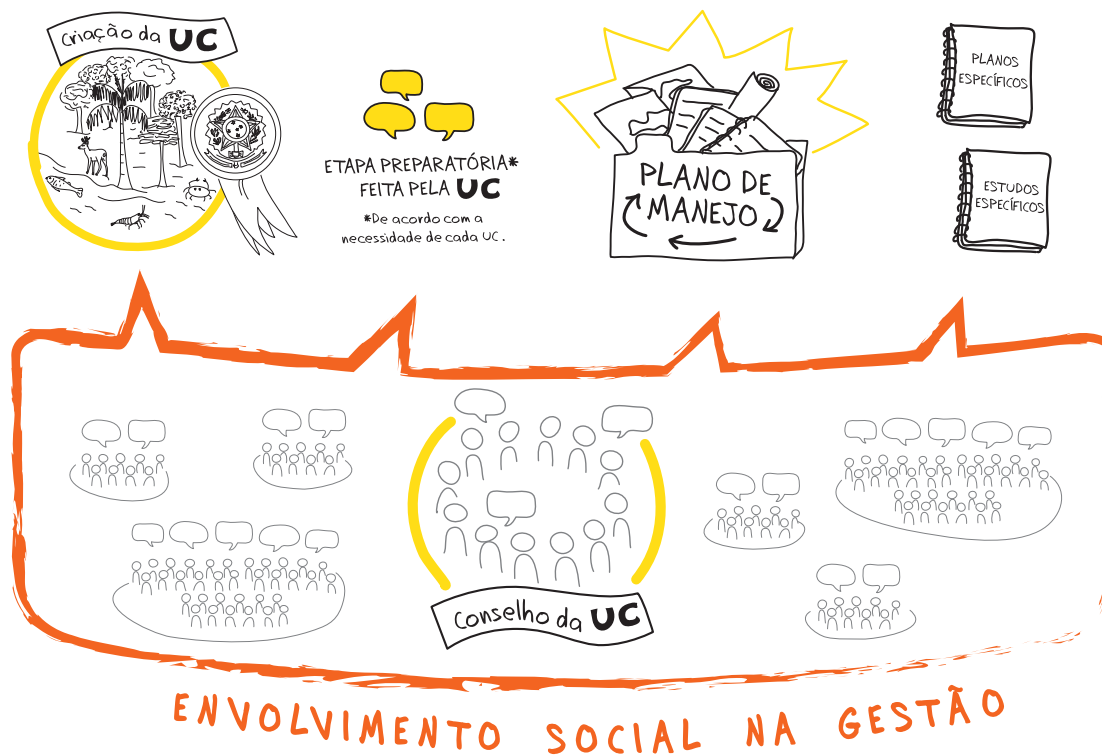 Criação da UC
ETAPA PREPARATÓRIA*
FEITA PELA UC
*De acordo com a
necessidade de cada UC.
PLANO DE
MANEJO
PLANOS
ESPECÍFICOS
ESTUDOS
ESPECÍFICOS
Conselho da UC
ENVOLVIMENTO SOCIAL NA GESTÃO